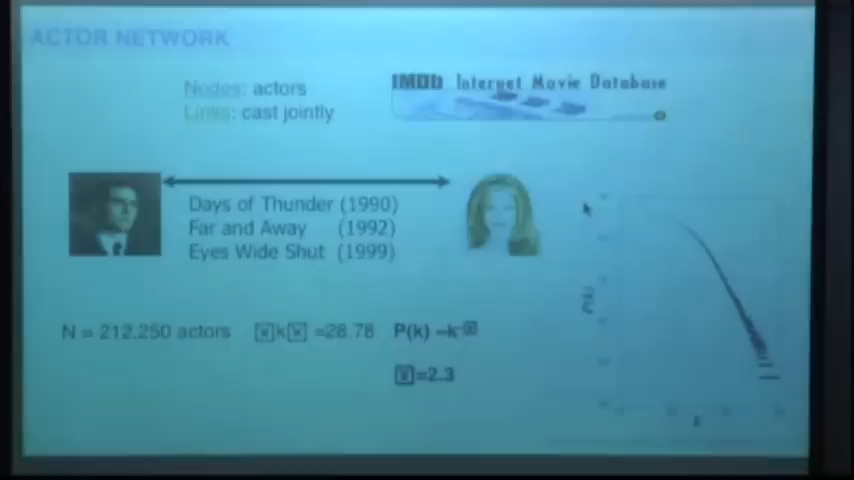 ACTOR NETWORK
Nodes: actors
Links: cast jointly
IMDb Internet Movie Database
Days of Thunder (1990)
Far and Away (1992)
Eyes Wide Shut (1999)
N = 212,250 actors k =28.78 P(k) ~k-
=2.3
P(k)
k